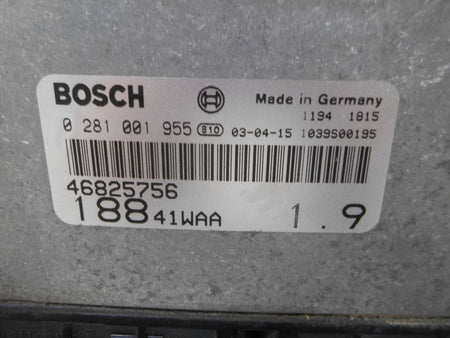 BOSCH Made in Germany
1194 1815
0 281 001 955 S10 03-04-15 1039S00195
46825756
188 41WAA 1.9